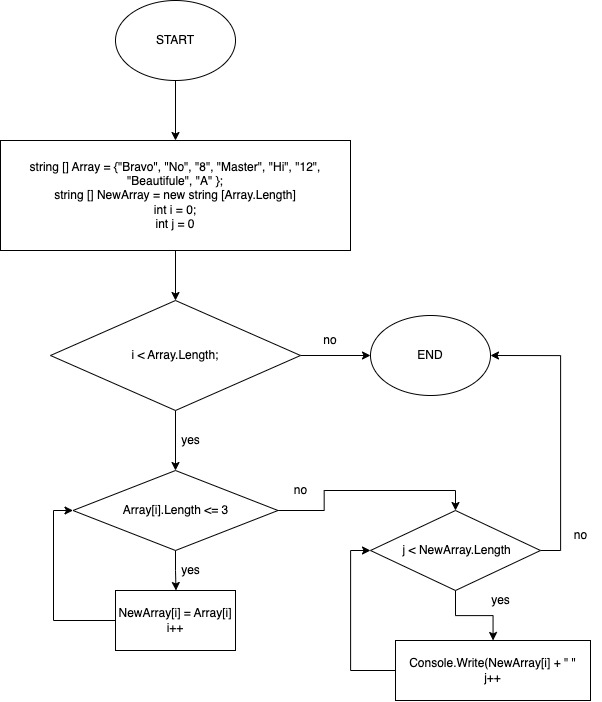 START
string [] Array = {"Bravo", "No", "8", "Master", "Hi", "12",
"Beautifule", "A" };
string [] NewArray = new string [Array.Length]
int i = 0;
int j = 0
i < Array.Length;
no
END
yes
Array[i].Length <= 3
no
j < NewArray.Length
no
yes
NewArray[i] = Array[i]
i++
yes
Console.Write(NewArray[i] + " "
j++